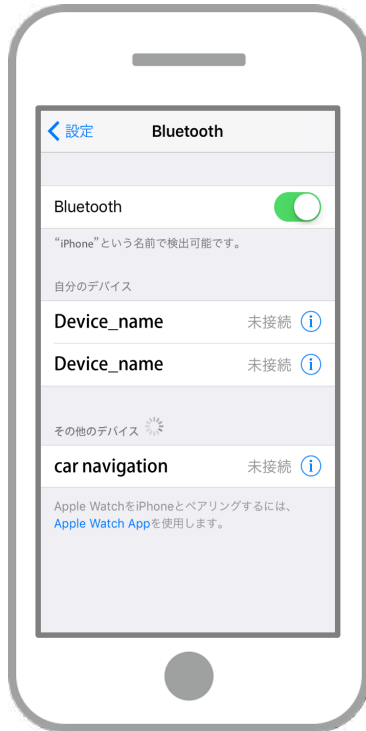 設定 Bluetooth
Bluetooth
“iPhone”という名前で検出可能です。
自分のデバイス
Device_name 未接続 i
Device_name 未接続 i
その他のデバイス
car navigation 未接続 i
Apple WatchをiPhoneとペアリングするには、
Apple Watch Appを使用します。